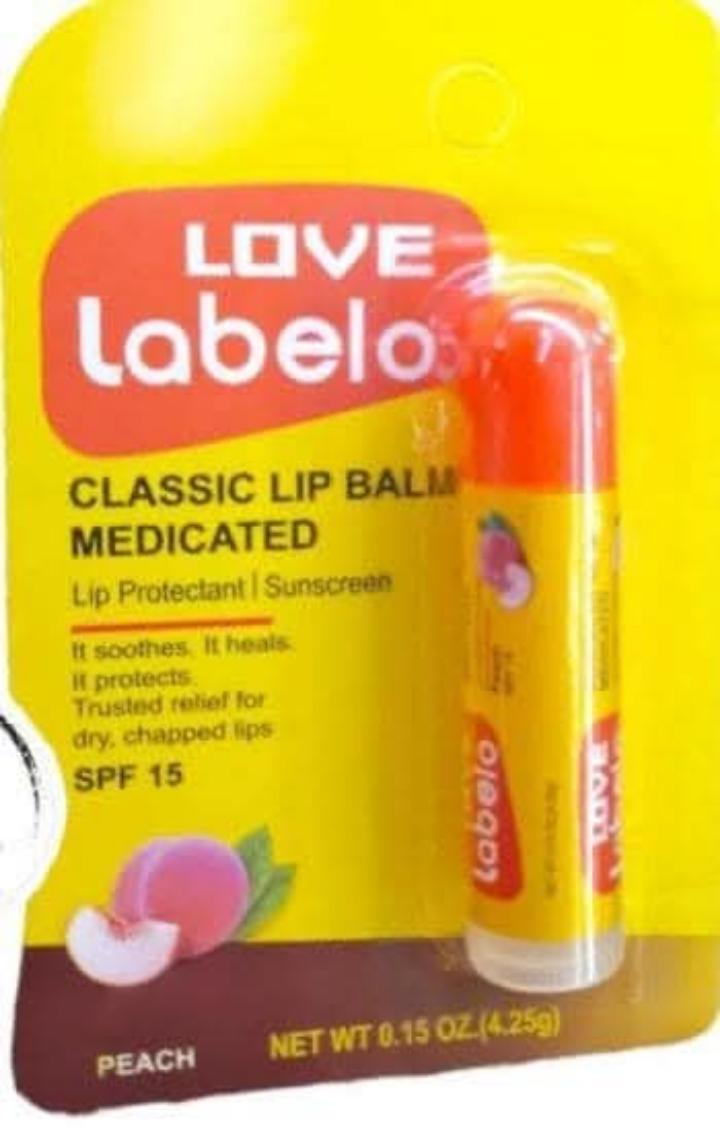 LOVE
Labelo
CLASSIC LIP BALM
MEDICATED
Lip Protectant | Sunscreen
It soothes. It heals.
It protects.
Trusted relief for
dry, chapped lips
SPF 15
PEACH
NET WT 0.15 OZ.(4.25g)
Labelo
LOVE
MEDICATED